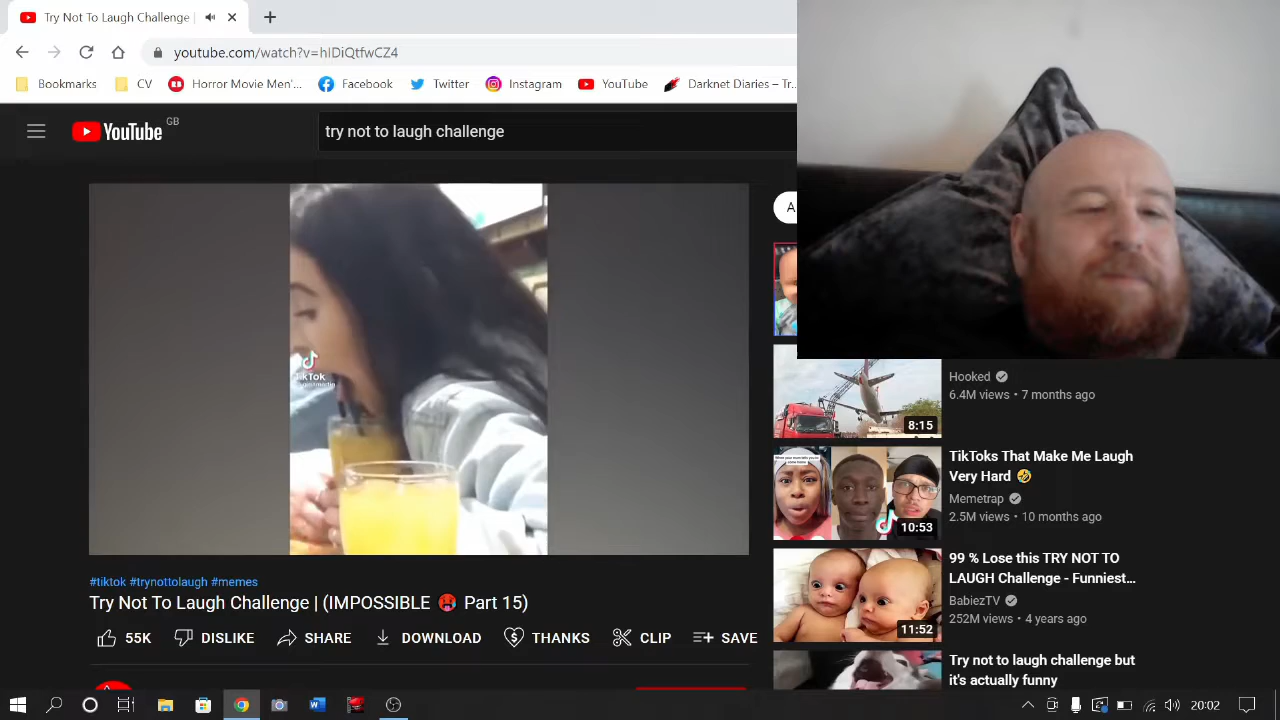 Try Not To Laugh Challenge |
youtube.com/watch?v=hIDiQtfwCZ4
Bookmarks
CV
Horror Movie Men'...
Facebook
Twitter
Instagram
YouTube
Darknet Diaries – Tr...
YouTube
GB
try not to laugh challenge
A
TikTok
Hooked
6.4M views • 7 months ago
8:15
TikToks That Make Me Laugh
Very Hard 🤣
Memetrap
2.5M views • 10 months ago
10:53
99 % Lose this TRY NOT TO
LAUGH Challenge - Funniest...
BabiezTV
252M views • 4 years ago
11:52
Try not to laugh challenge but
it's actually funny
#tiktok #trynottolaugh #memes
Try Not To Laugh Challenge | (IMPOSSIBLE 🥵 Part 15)
55K
DISLIKE
SHARE
DOWNLOAD
THANKS
CLIP
SAVE
20:02